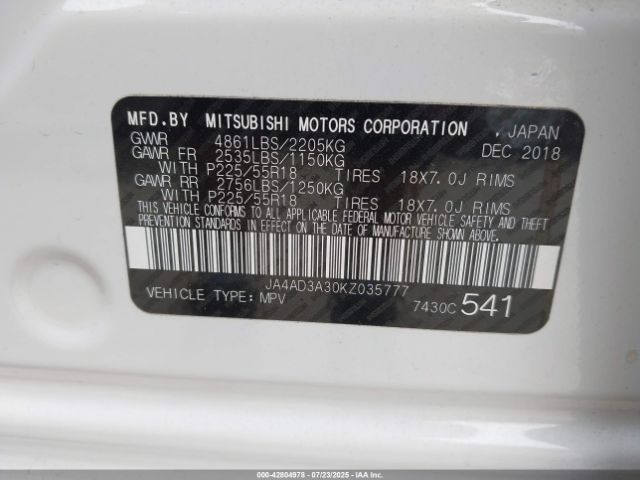 MFD.BY MITSUBISHI MOTORS CORPORATION , JAPAN
GVWR 4861LBS/2205KG DEC 2018
GAWR FR 2535LBS/1150KG
WITH P225/55R18 TIRES 18X7.0J RIMS
GAWR RR 2756LBS/1250KG
WITH P225/55R18 TIRES 18X7.0J RIMS
THIS VEHICLE CONFORMS TO ALL APPLICABLE FEDERAL MOTOR VEHICLE SAFETY AND THEFT
PREVENTION STANDARDS IN EFFECT ON THE DATE OF MANUFACTURE SHOWN ABOVE.
JA4AD3A30KZ035777
VEHICLE TYPE: MPV 7430C 541
000-42804978 - 07/23/2025 - IAAI.COM